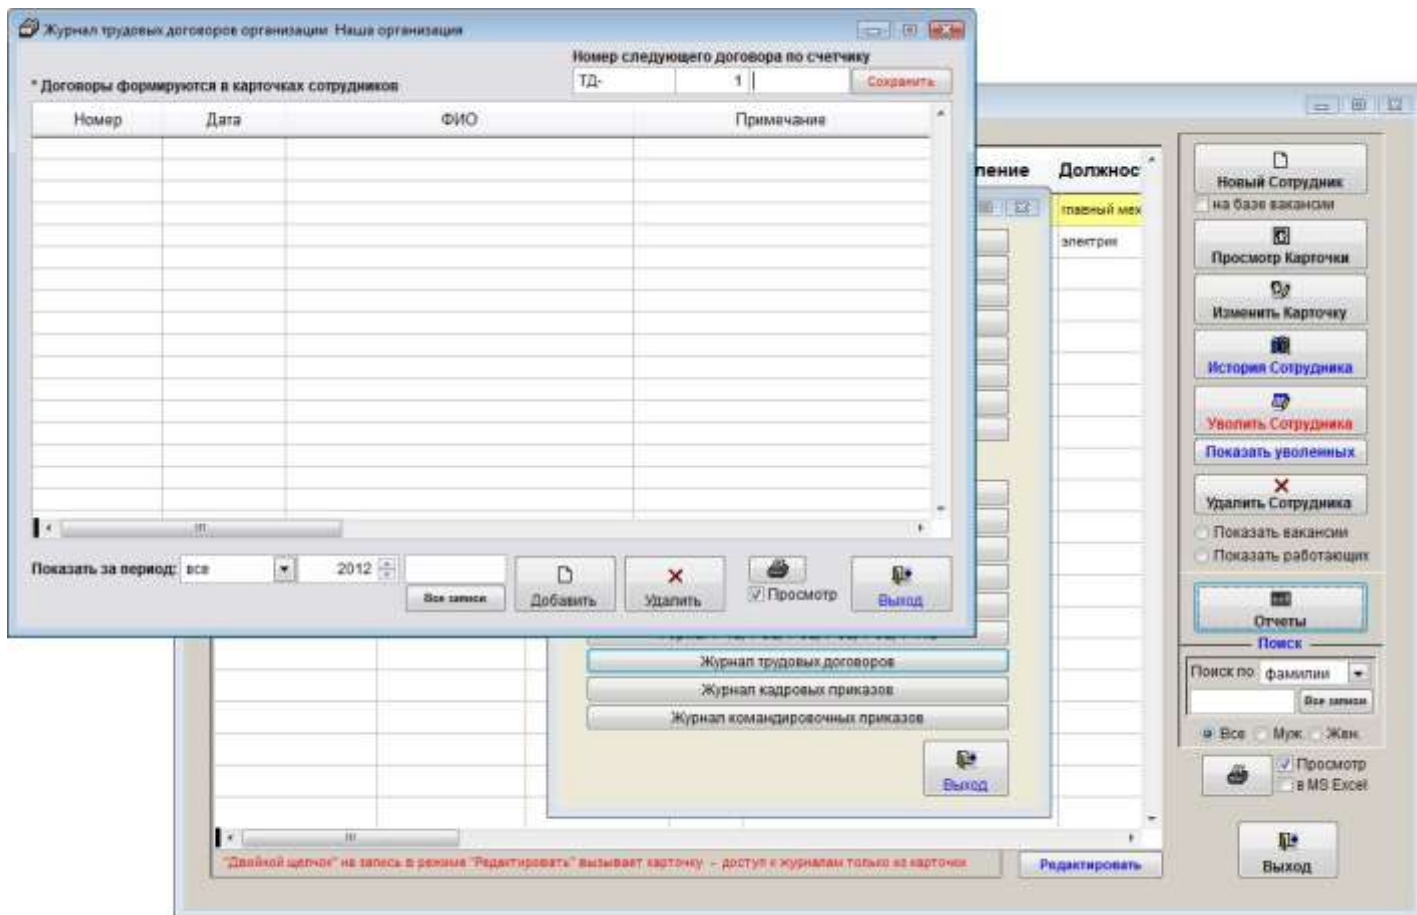 Журнал трудовых договоров организации Наша организация
Номер следующего договора по счетчику
* Договоры формируются в карточках сотрудников
ТД- 1
Сохранить
Номер Дата ФИО Примечание
Показать за период: все 2012
Все записи
Добавить
Удалить
Просмотр
Выход
ление Должнос
главный мех
электрик
Журнал трудовых договоров
Журнал кадровых приказов
Журнал командировочных приказов
Выход
"Двойной щелчок" на запись в режиме "Редактировать" вызывает карточку - доступ к журналам только из карточки
Редактировать
Новый Сотрудник
на базе вакансии
Просмотр Карточки
Изменить Карточку
История Сотрудника
Уволить Сотрудника
Показать уволенных
Удалить Сотрудника
Показать вакансии
Показать работающих
Отчеты
Поиск
Поиск по фамилии
Все записи
Все Муж. Жен.
Просмотр
в MS Excel
Выход